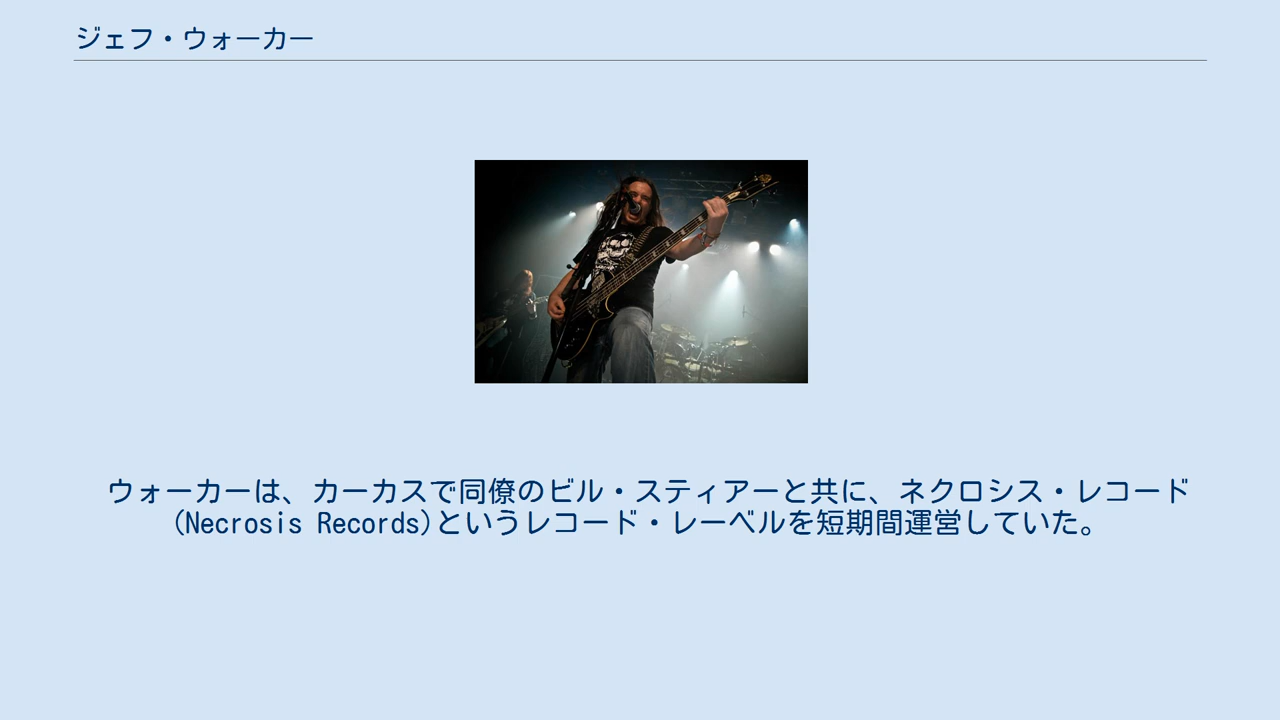 ジェフ・ウォーカー
ウォーカーは、カーカスで同僚のビル・スティアーと共に、ネクロシス・レコード
(Necrosis Records)というレコード・レーベルを短期間運営していた。